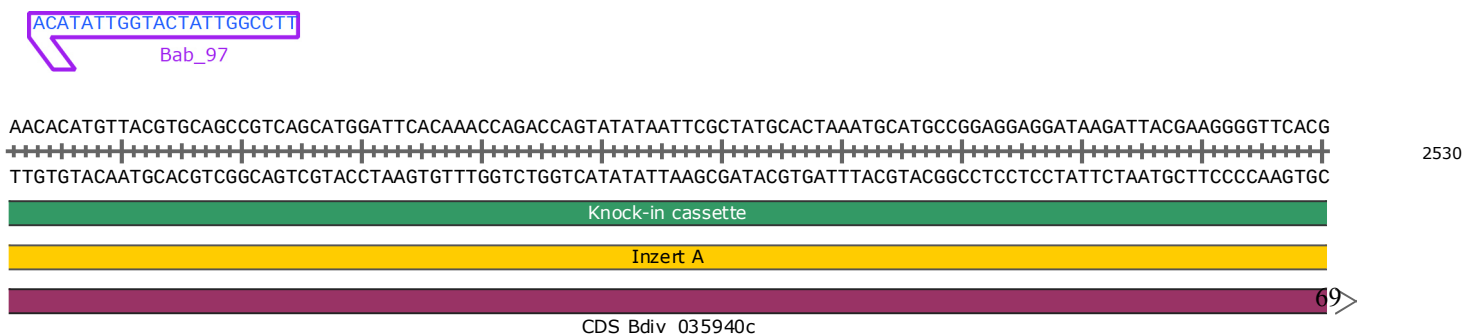 ACATATTGGTACTATTGGCCTT
Bab_97
AACACATGTTACGTGCAGCCGTCAGCATGGATTCACAAACCAGACCAGTATATAATTCGCTATGCACTAAATGCATGCCGGAGGAGGATAAGATTACGAAGGGGTTCACG
2530
TTGTGTACAATGCACGTCGGCAGTCGTACCTAAGTGTTTGGTCTGGTCATATATTAAGCGATACGTGATTTACGTACGGCCTCCTCCTATTCTAATGCTTCCCCAAGTGC
Knock-in cassette
Inzert A
69
CDS Bdiv_035940c